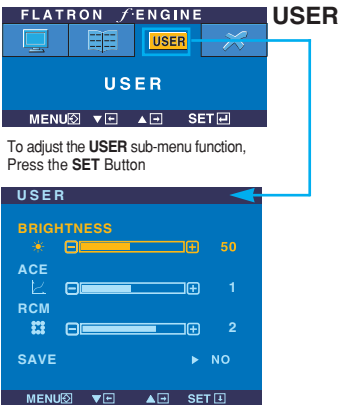 FLATRON ƒ·ENGINE
USER
USER
USER
MENU ▼ ▲ SET
To adjust the USER sub-menu function,
Press the SET Button
USER
BRIGHTNESS
50
ACE
1
RCM
2
SAVE ▶ NO
MENU ▼ ▲ SET